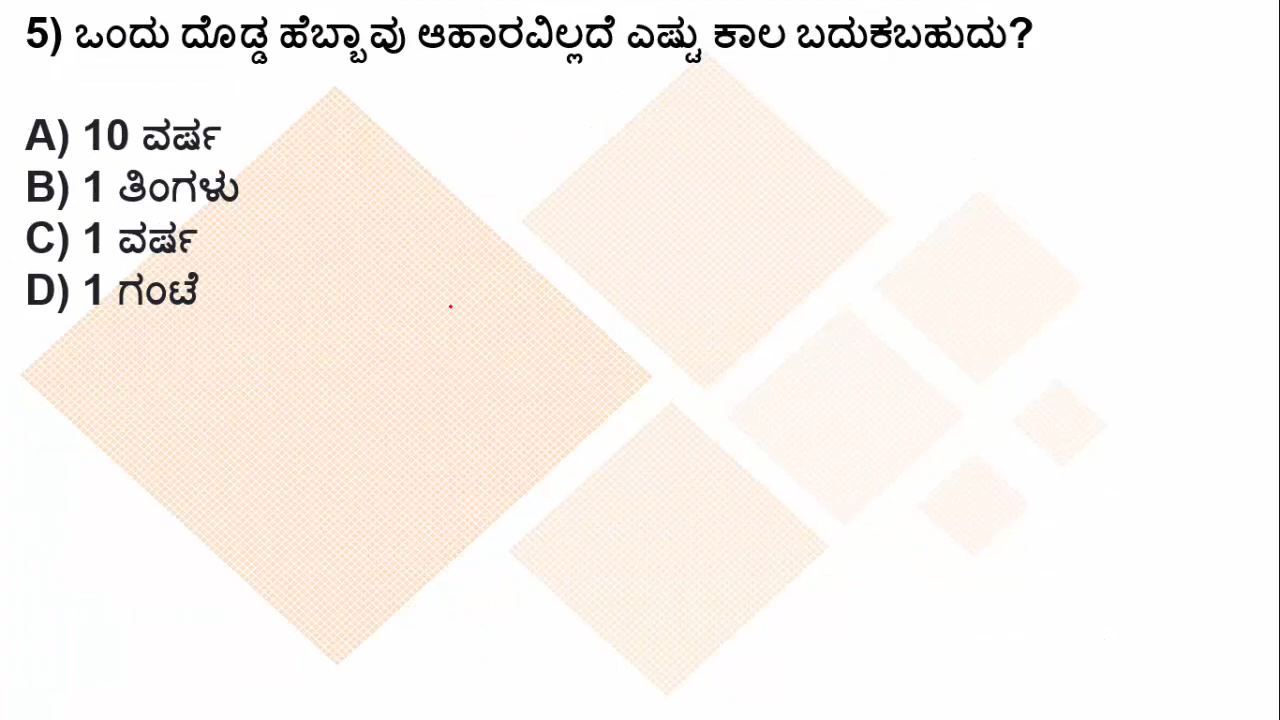 5) ಒಂದು ದೊಡ್ಡ ಹೆಬ್ಬಾವು ಆಹಾರವಿಲ್ಲದೆ ಎಷ್ಟು ಕಾಲ ಬದುಕಬಹುದು?
A) 10 ವರ್ಷ
B) 1 ತಿಂಗಳು
C) 1 ವರ್ಷ
D) 1 ಗಂಟೆ